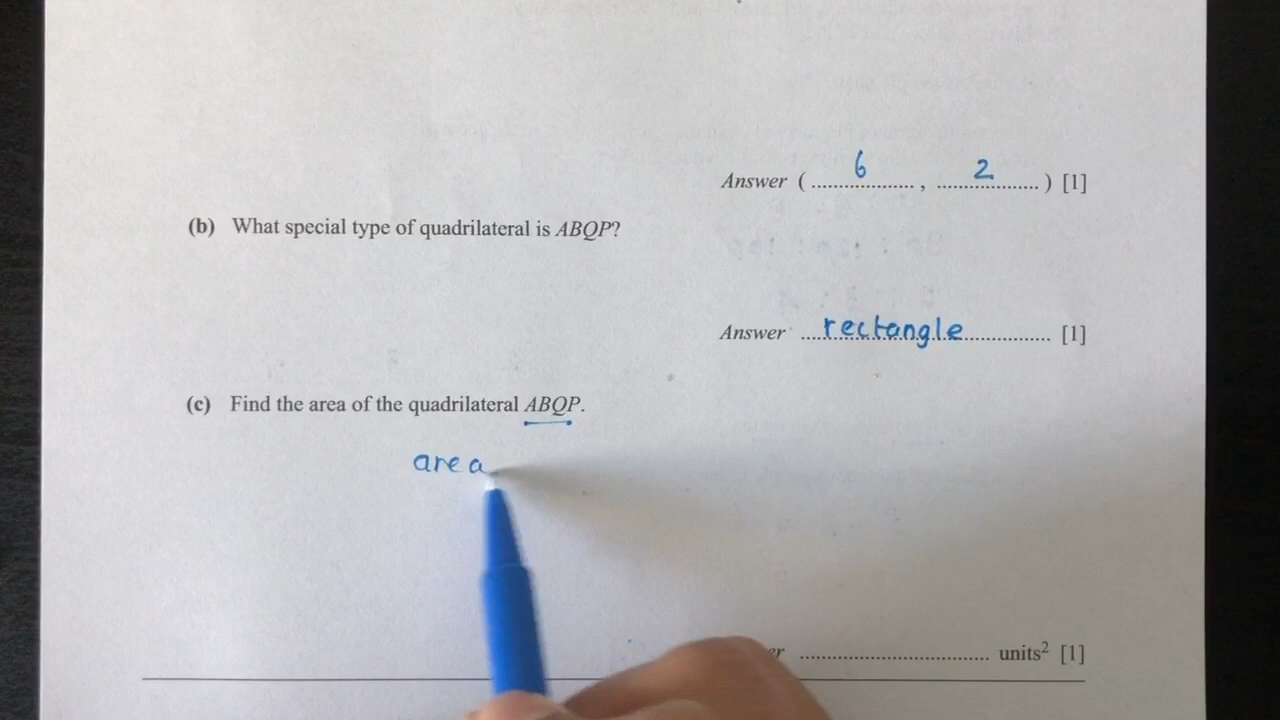 Answer ( 6 , 2 ) [1]
(b) What special type of quadrilateral is ABQP?
Answer rectangle [1]
(c) Find the area of the quadrilateral ABQP.
area
units² [1]